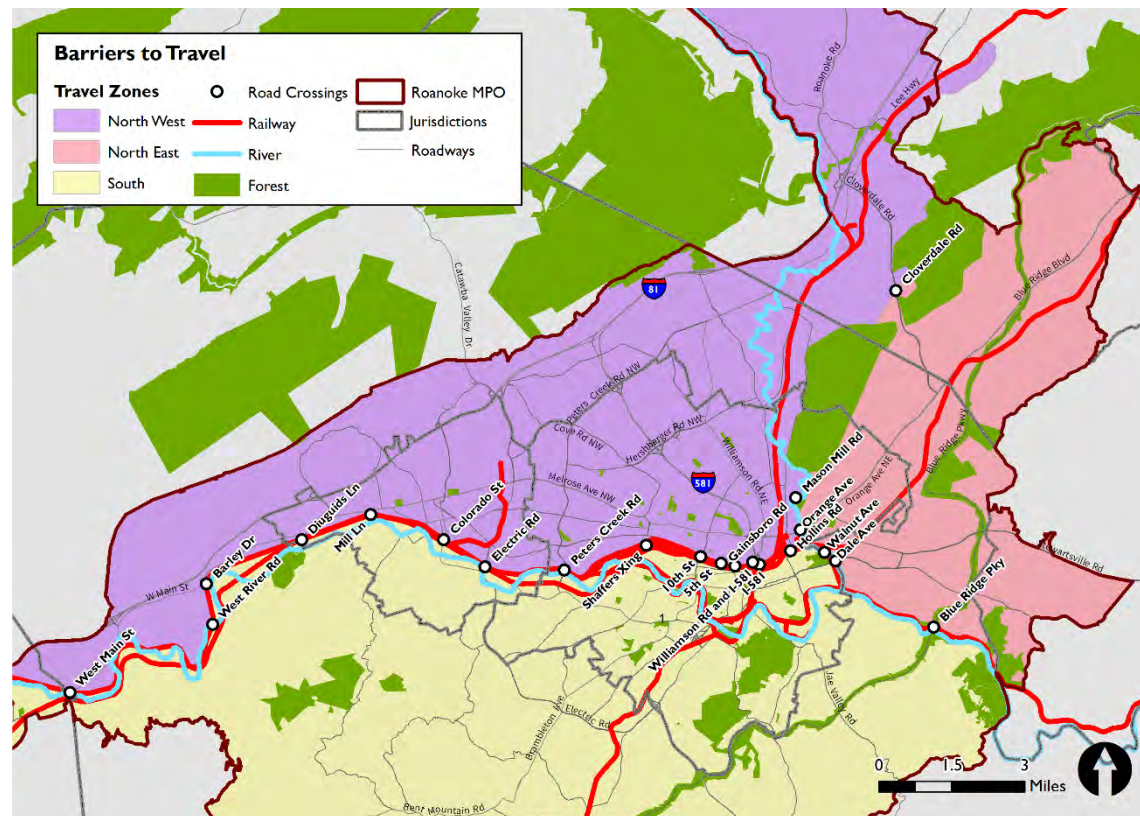 Barriers to Travel
Travel Zones
North West
North East
South
Road Crossings
Railway
River
Forest
Roanoke MPO
Jurisdictions
Roadways
Roanoke Rd
Lee Hwy
Cloverdale Rd
Cloverdale Rd
Blue Ridge Blvd
Catawba Valley Dr
81
Peters Creek Rd NW
Cove Rd NW
Hershberger Rd NW
Williamson Rd NE
Blue Ridge Pkwy
Melrose Ave NW
581
Mason Mill Rd
Orange Ave NE
Orange Ave
Hollins Rd
Walnut Ave
Dale Ave
Colorado St
Diuguids Ln
Mill Ln
Electric Rd
Peters Creek Rd
Gainsboro Rd
Shaffers Xing
10th St
5th St
I-581
Williamson Rd and I-581
Barley Dr
West River Rd
W Main St
West Main St
Blue Ridge Pky
1
Jae Valley Rd
Brambleton Ave
Electric Rd
Bent Mountain Rd
0 1.5 3
Miles